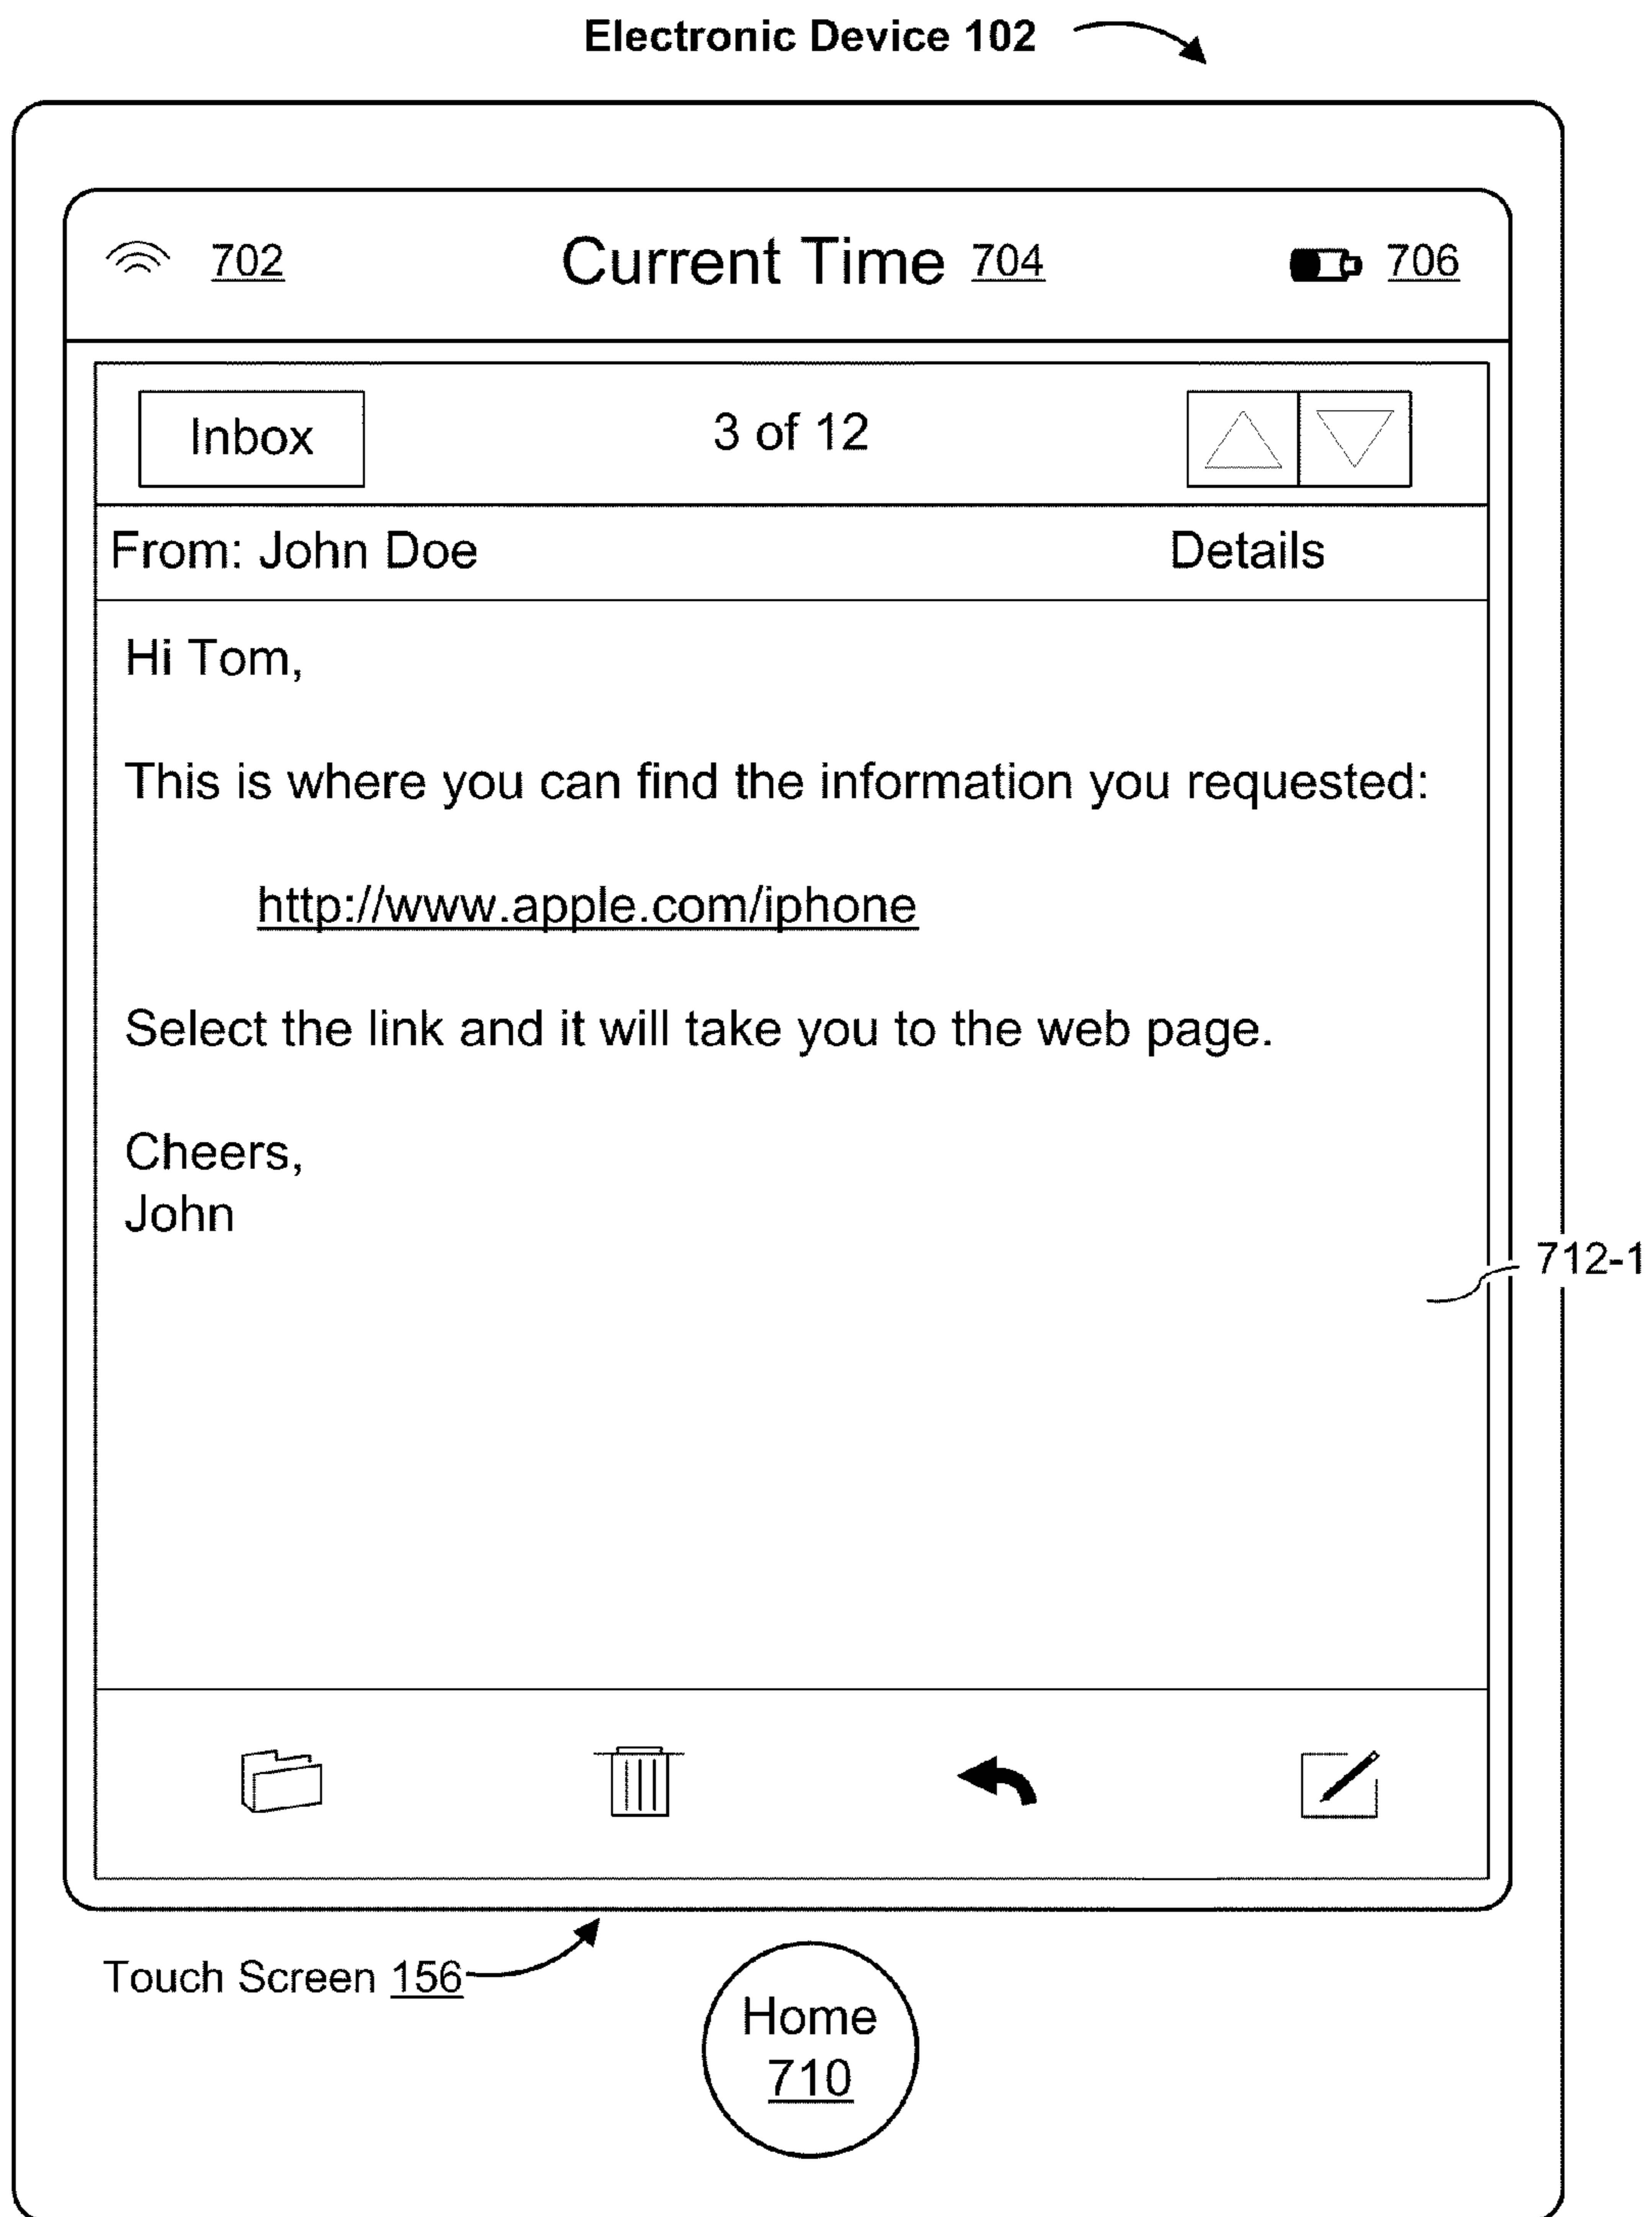 Electronic Device 102
702 Current Time 704 706
Inbox 3 of 12
From: John Doe Details
Hi Tom,
This is where you can find the information you requested:
http://www.apple.com/iphone
Select the link and it will take you to the web page.
Cheers,
John
712-1
Touch Screen 156
Home
710